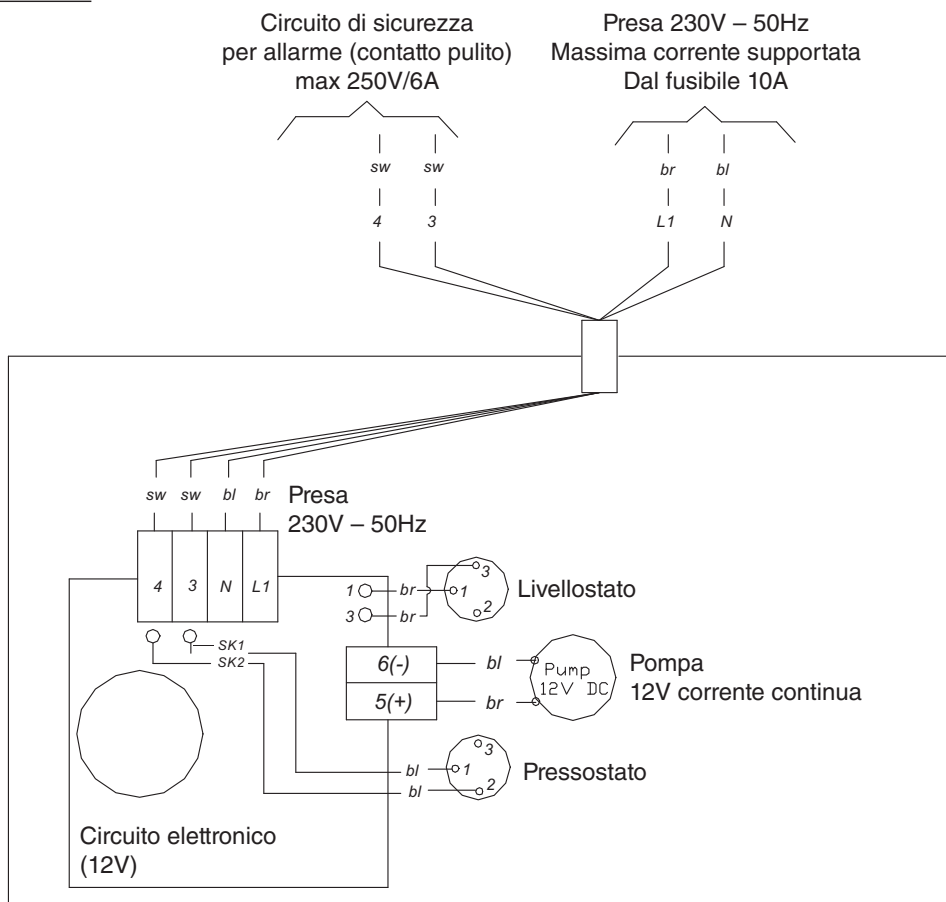 Circuito di sicurezza
per allarme (contatto pulito)
max 250V/6A
Presa 230V – 50Hz
Massima corrente supportata
Dal fusibile 10A
sw sw br bl
4 3 L1 N
sw sw bl br
Presa
230V – 50Hz
4 3 N L1
1 br 1 3 2
3 br
Livellostato
SK1
SK2
6(-) bl
5(+) br
Pump
12V DC
Pompa
12V corrente continua
bl 1 3 2
bl
Pressostato
Circuito elettronico
(12V)